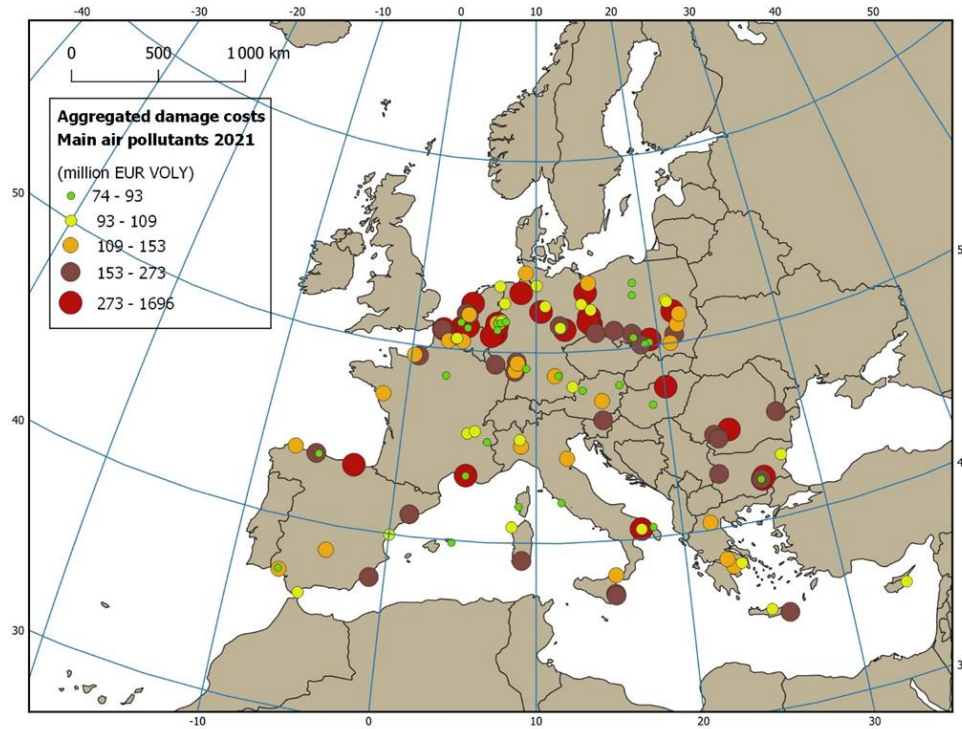 -40 -30 -20 -10 0 10 20 30 40 50
0 500 1000 km
Aggregated damage costs
Main air pollutants 2021
(million EUR VOLY)
74 - 93
93 - 109
109 - 153
153 - 273
273 - 1696
50
40
30
40
-10 0 10 20 30